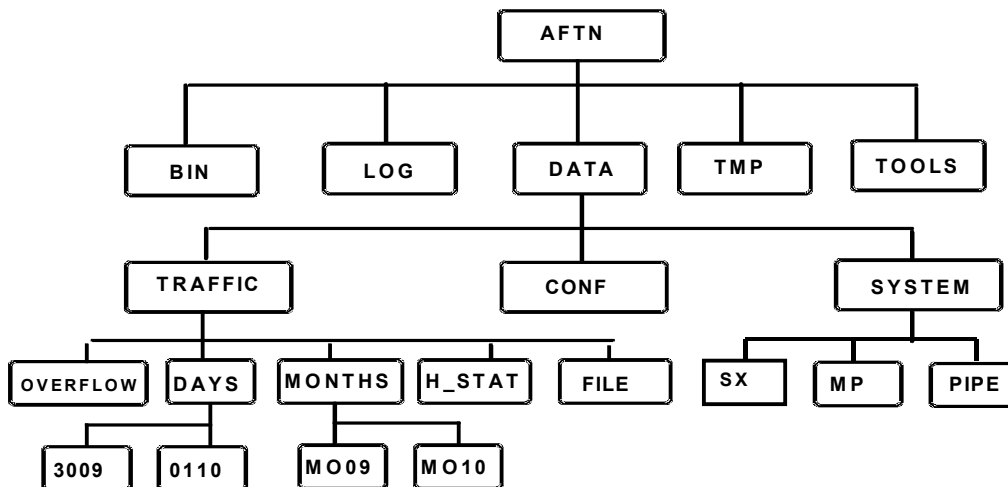 AFTN
BIN
LOG
DATA
TMP
TOOLS
TRAFFIC
CONF
SYSTEM
OVERFLOW
DAYS
MONTHS
H_STAT
FILE
SX
MP
PIPE
3009
0110
MO09
MO10